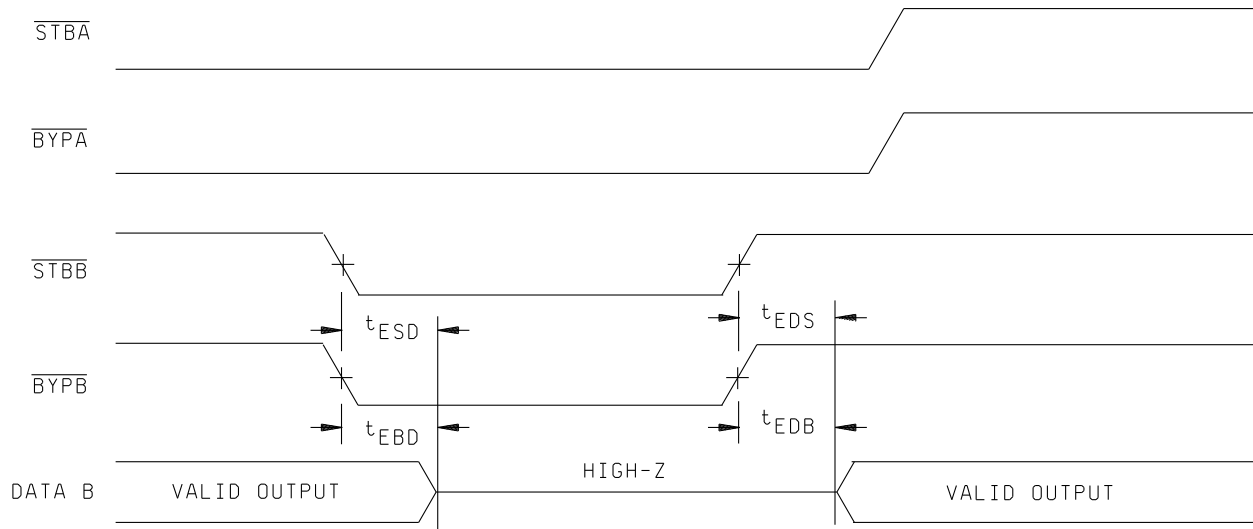 STBA
BYPA
STBB
tESD
tEDS
BYPB
tEBD
tEDB
HIGH-Z
DATA B VALID OUTPUT VALID OUTPUT